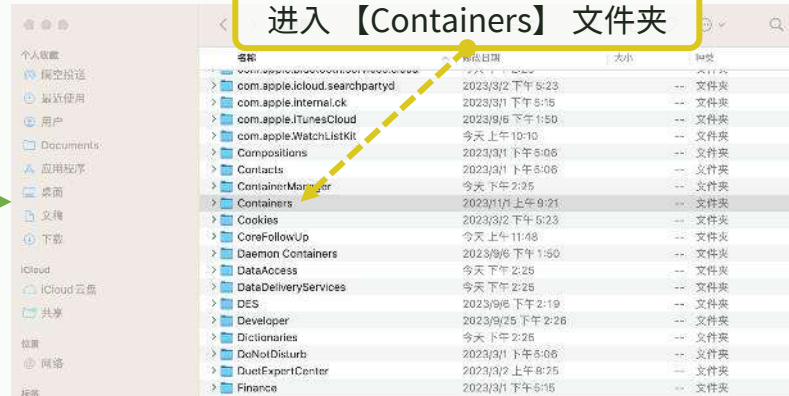 进入 【Containers】 文件夹
名称 修改日期 大小 种类
个人收藏
隔空投送
最近使用
用户
Documents
应用程序
桌面
文稿
下载
iCloud
iCloud 云盘
共享
位置
网络
标签
com.apple.icloud.searchpartyd 2023/3/2 下午 5:23 -- 文件夹
com.apple.internal.ck 2023/3/1 下午 5:15 -- 文件夹
com.apple.iTunesCloud 2023/9/6 下午 1:50 -- 文件夹
com.apple.WatchListKit 今天 上午 10:10 -- 文件夹
Compositions 2023/3/1 下午 5:06 -- 文件夹
Contacts 2023/3/1 下午 5:06 -- 文件夹
ContainerManager 今天 下午 2:25 -- 文件夹
Containers 2023/11/1 上午 9:21 -- 文件夹
Cookies 2023/3/2 下午 5:23 -- 文件夹
CoreFollowUp 今天 上午 11:48 -- 文件夹
Daemon Containers 2023/9/6 下午 1:50 -- 文件夹
DataAccess 今天 下午 2:25 -- 文件夹
DataDeliveryServices 今天 下午 2:25 -- 文件夹
DES 2023/9/6 下午 2:19 -- 文件夹
Developer 2023/9/25 下午 2:26 -- 文件夹
Dictionaries 今天 下午 2:25 -- 文件夹
DoNotDisturb 2023/3/1 下午 5:06 -- 文件夹
DuetExpertCenter 2023/3/2 上午 8:25 -- 文件夹
Finance 2023/3/1 下午 5:15 -- 文件夹